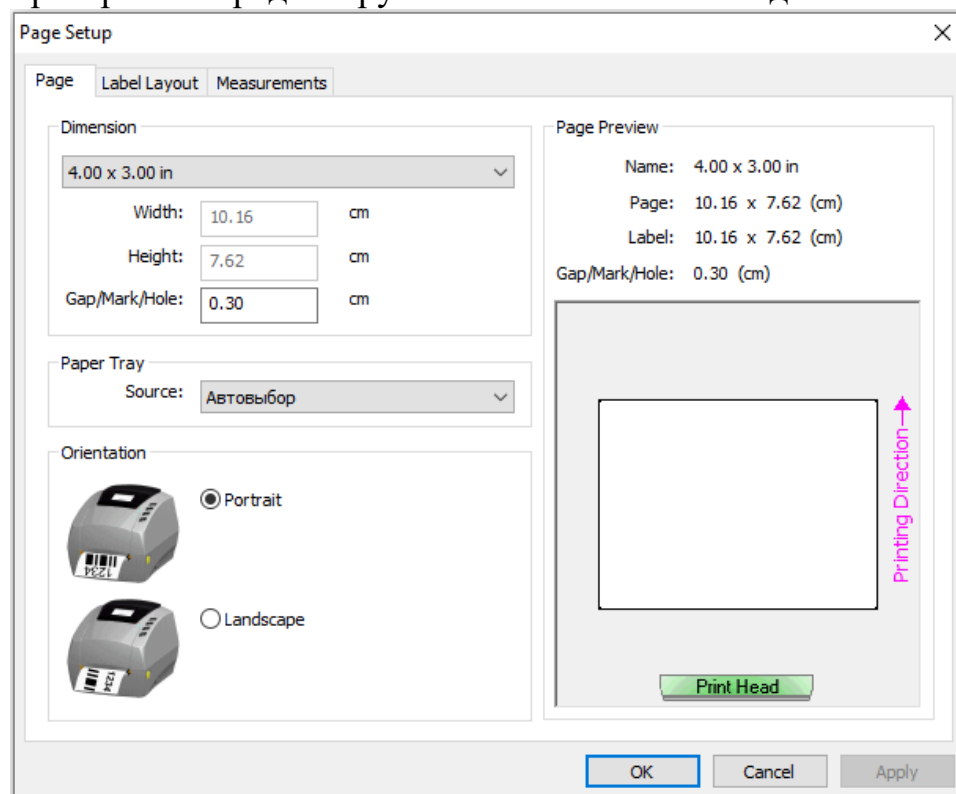 Page Setup
Page Label Layout Measurements
Dimension
4.00 x 3.00 in
Width: 10.16 cm
Height: 7.62 cm
Gap/Mark/Hole: 0.30 cm
Paper Tray
Source: Автовыбор
Orientation
Portrait
1234
Landscape
1234
Page Preview
Name: 4.00 x 3.00 in
Page: 10.16 x 7.62 (cm)
Label: 10.16 x 7.62 (cm)
Gap/Mark/Hole: 0.30 (cm)
Printing Direction
Print Head
OK Cancel Apply